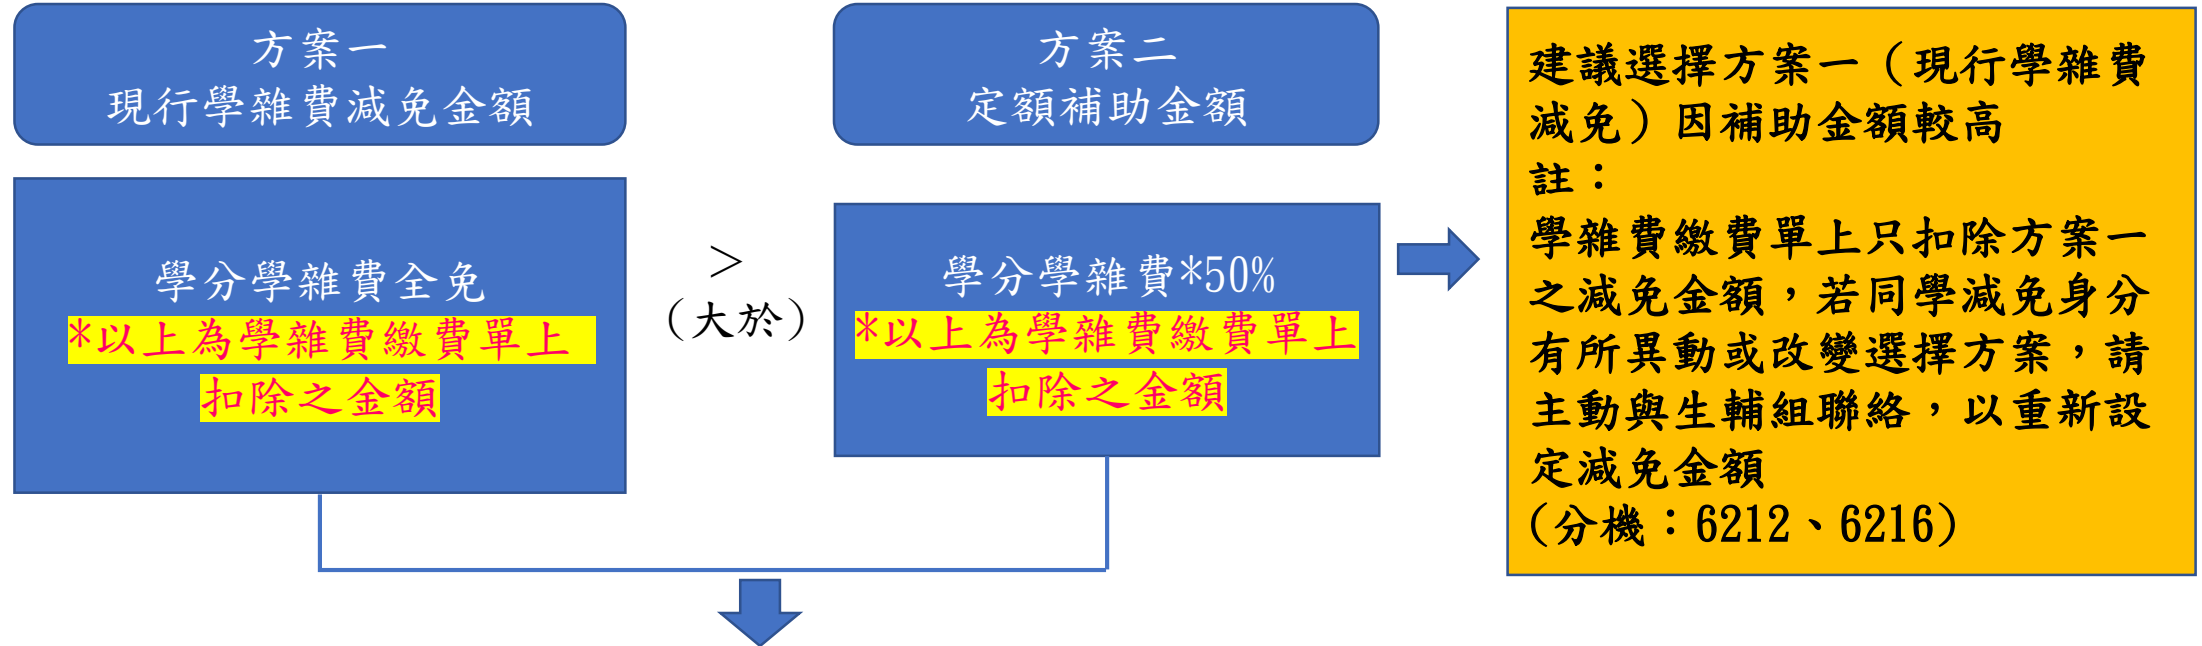 方案一
現行學雜費減免金額
學分學雜費全免
*以上為學雜費繳費單上
扣除之金額
>
(大於)
方案二
定額補助金額
學分學雜費*50%
*以上為學雜費繳費單上
扣除之金額
建議選擇方案一（現行學雜費
減免）因補助金額較高
註：
學雜費繳費單上只扣除方案一
之減免金額，若同學減免身分
有所異動或改變選擇方案，請
主動與生輔組聯絡，以重新設
定減免金額
(分機：6212、6216)